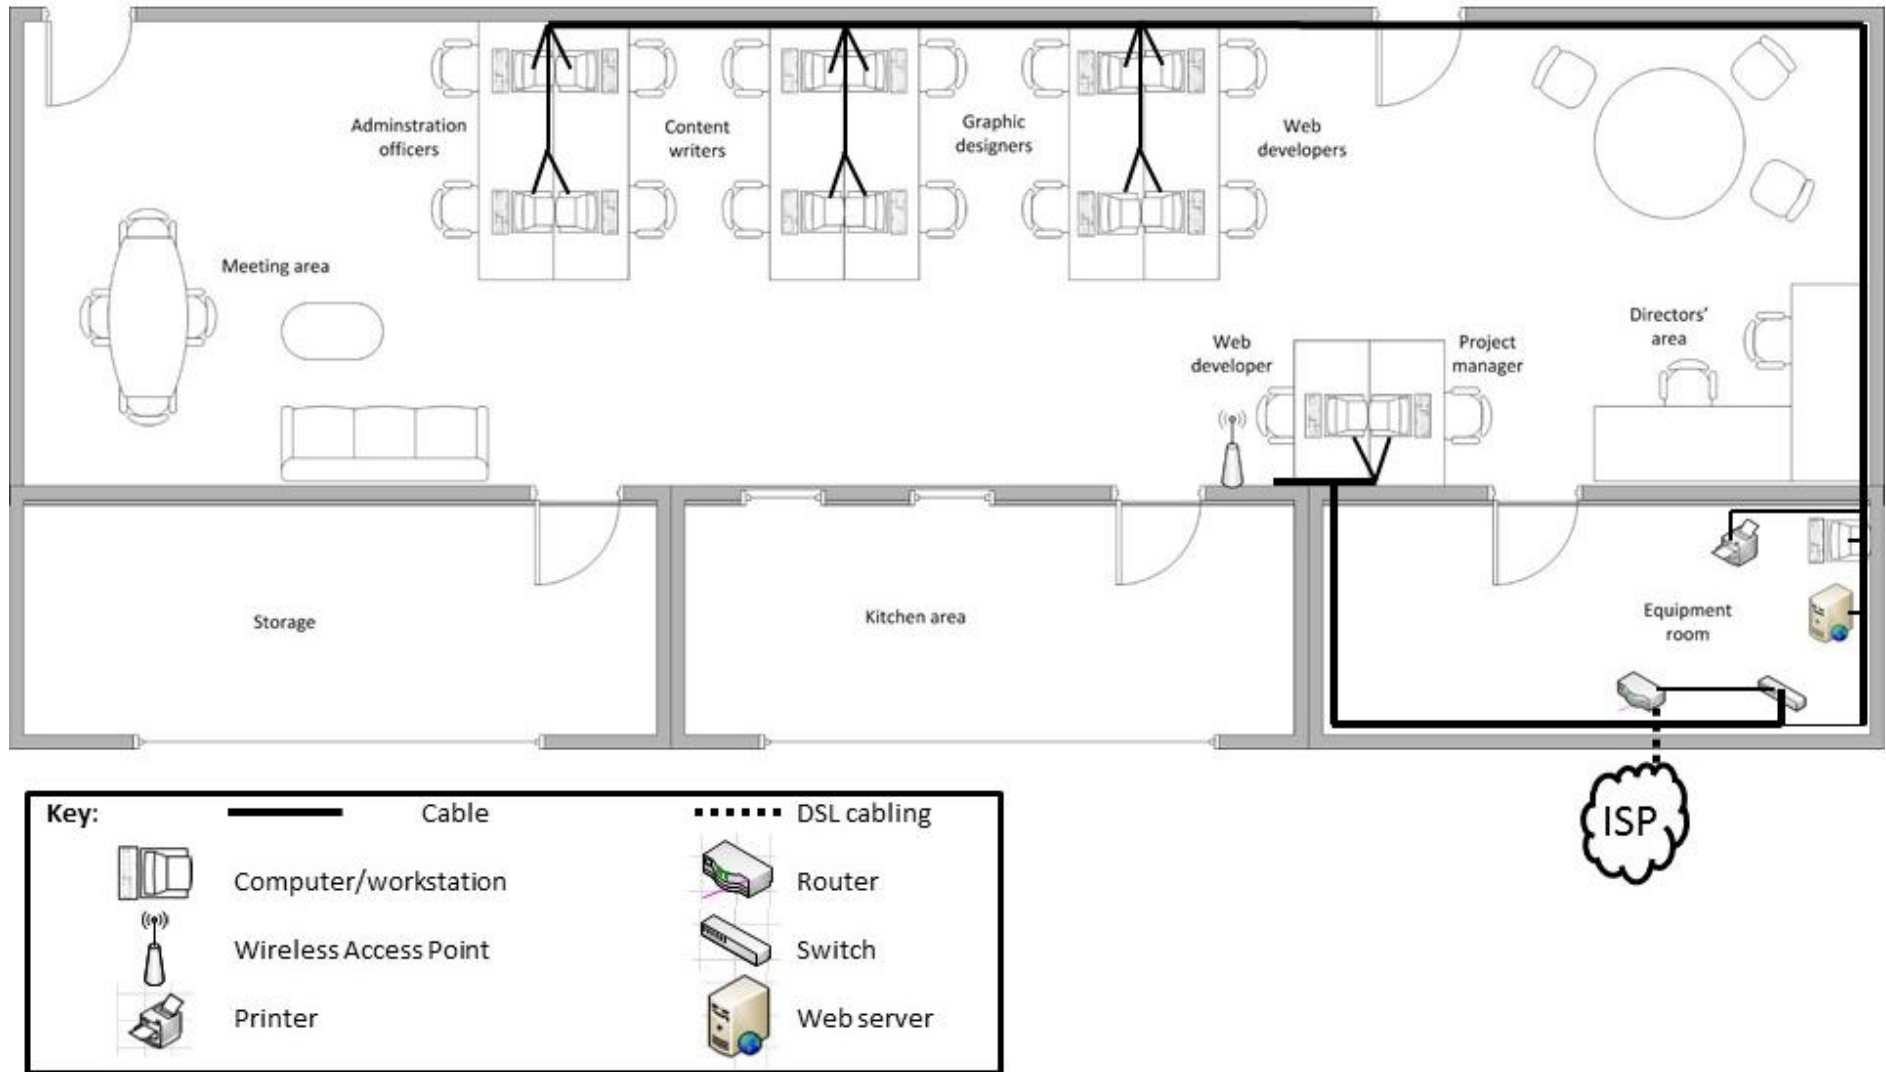 Adminstration
officers
Content
writers
Graphic
designers
Web
developers
Meeting area
Web
developer
Project
manager
Directors'
area
Storage
Kitchen area
Equipment
room
ISP
Key:
Cable
DSL cabling
Computer/workstation
Router
Wireless Access Point
Switch
Printer
Web server